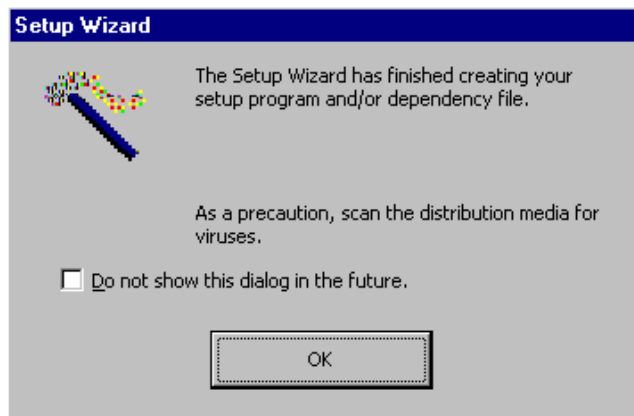 Setup Wizard
The Setup Wizard has finished creating your
setup program and/or dependency file.
As a precaution, scan the distribution media for
viruses.
Do not show this dialog in the future.
OK